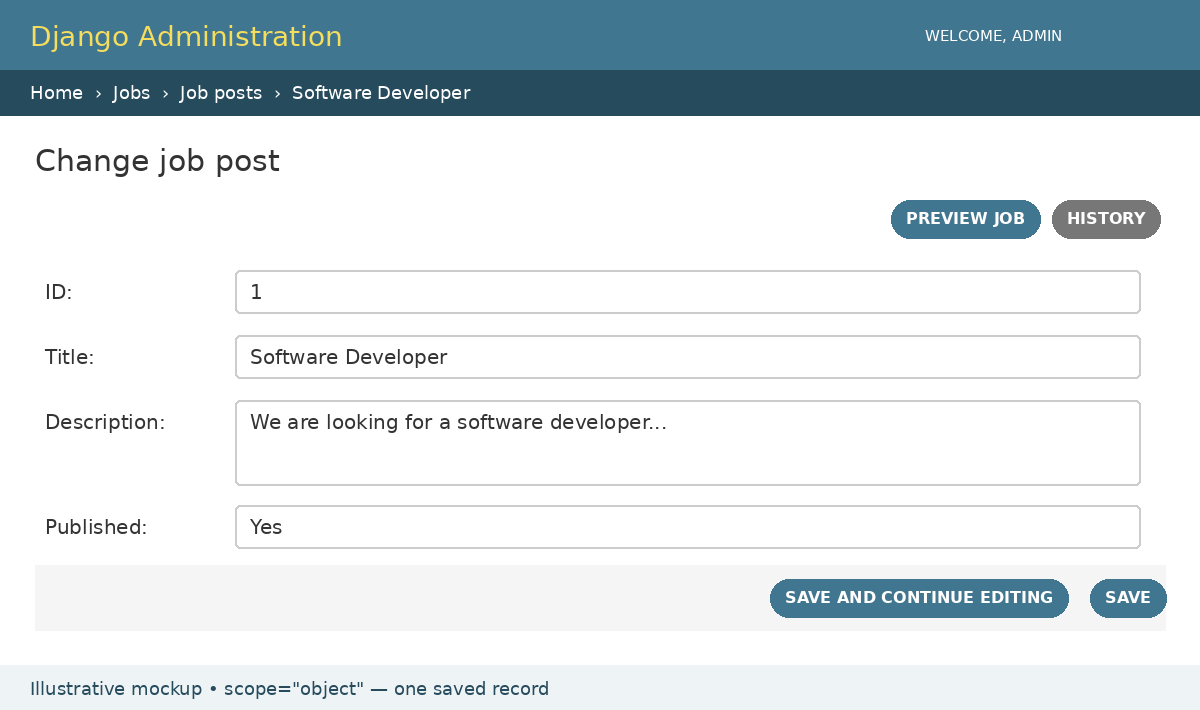 Django Administration
WELCOME, ADMIN
Home › Jobs › Job posts › Software Developer
Change job post
PREVIEW JOB
HISTORY
ID:
1
Title:
Software Developer
Description:
We are looking for a software developer...
Published:
Yes
SAVE AND CONTINUE EDITING
SAVE
Illustrative mockup • scope="object" — one saved record